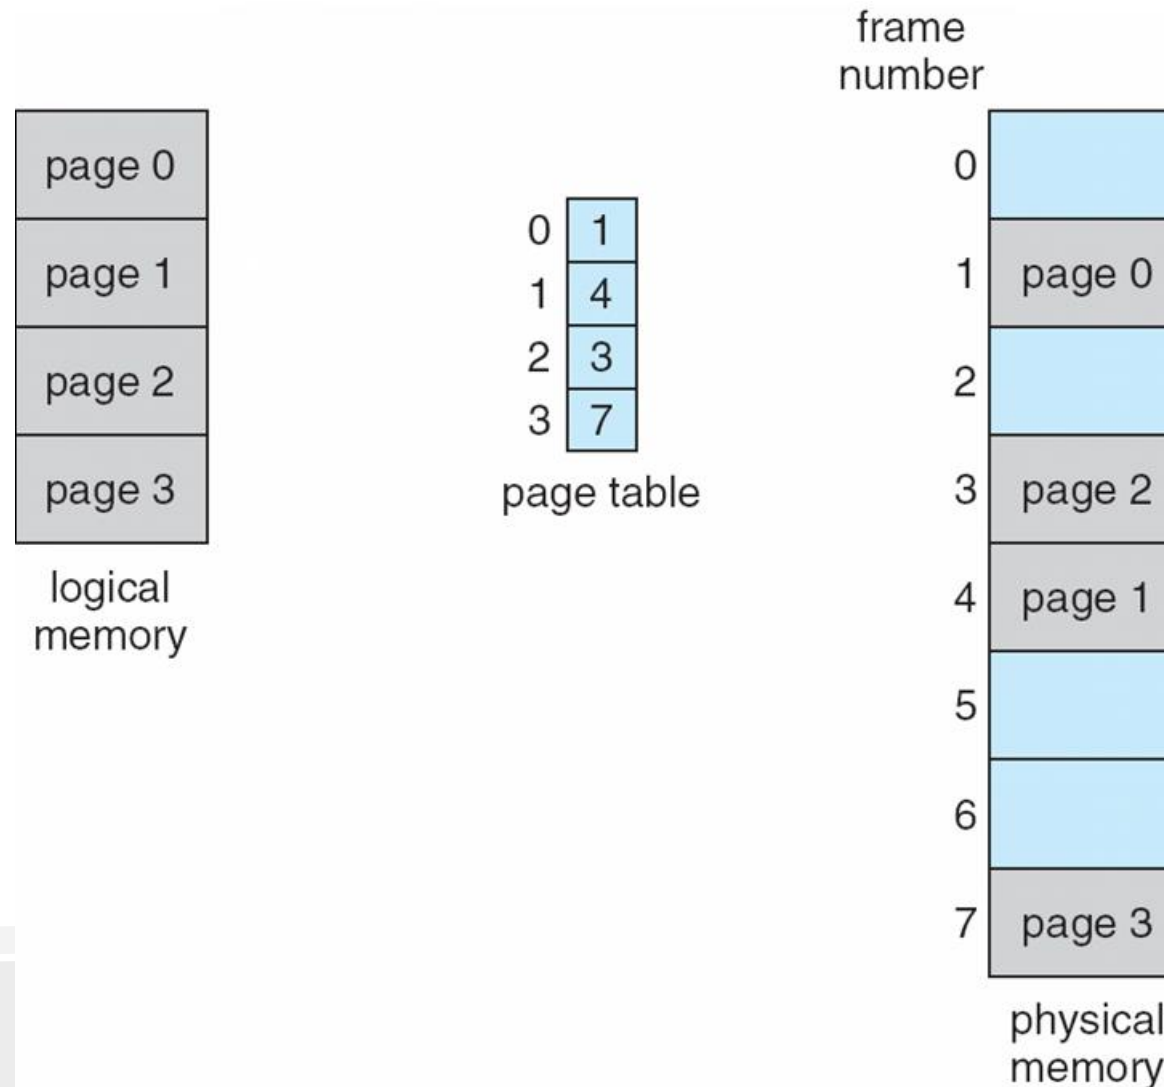 page 0
page 1
page 2
page 3
logical
memory
0 1
1 4
2 3
3 7
page table
frame
number
0
1 page 0
2
3 page 2
4 page 1
5
6
7 page 3
physical
memory